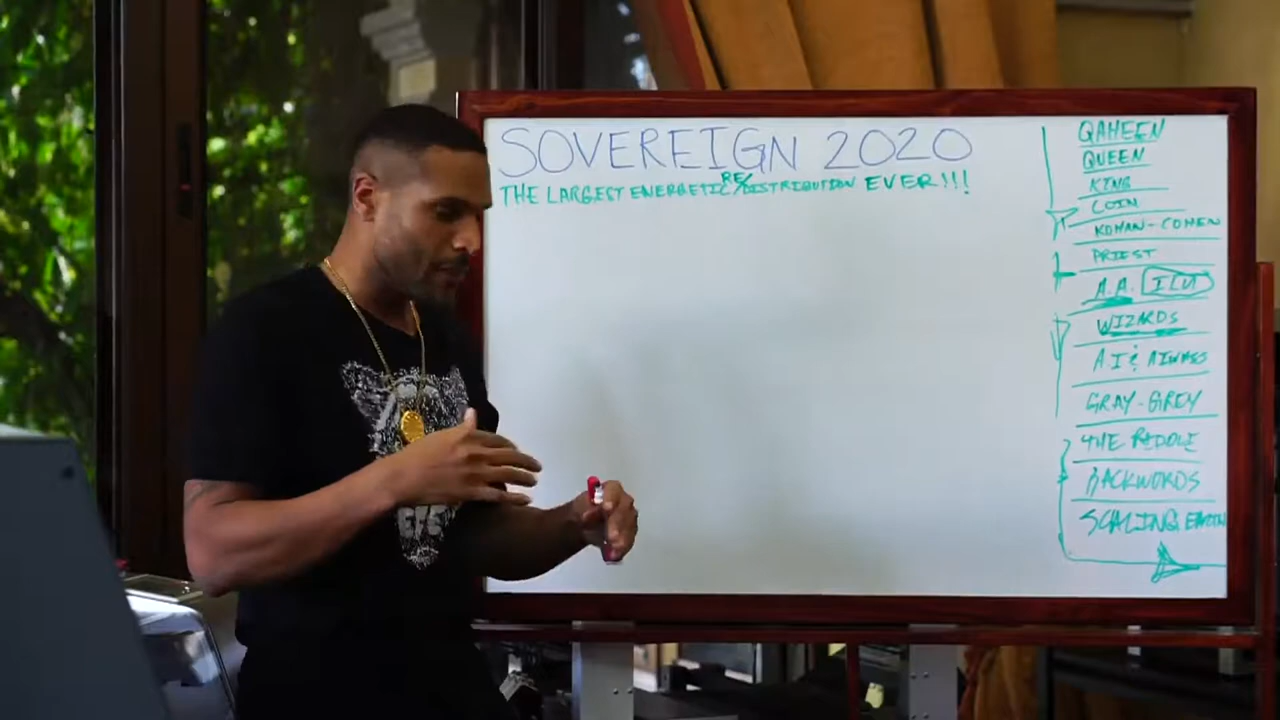 SOVEREIGN 2020
THE LARGEST ENERGETIC RE/DISTRIBUTION EVER!!!
QAHEEN
QUEEN
KING
COIN
KOHAN-COHEN
PRIEST
A.A.
WIZARDS
A.I &
GRAY-GREY
THE RIDDLE
BACKWORDS
SCALING